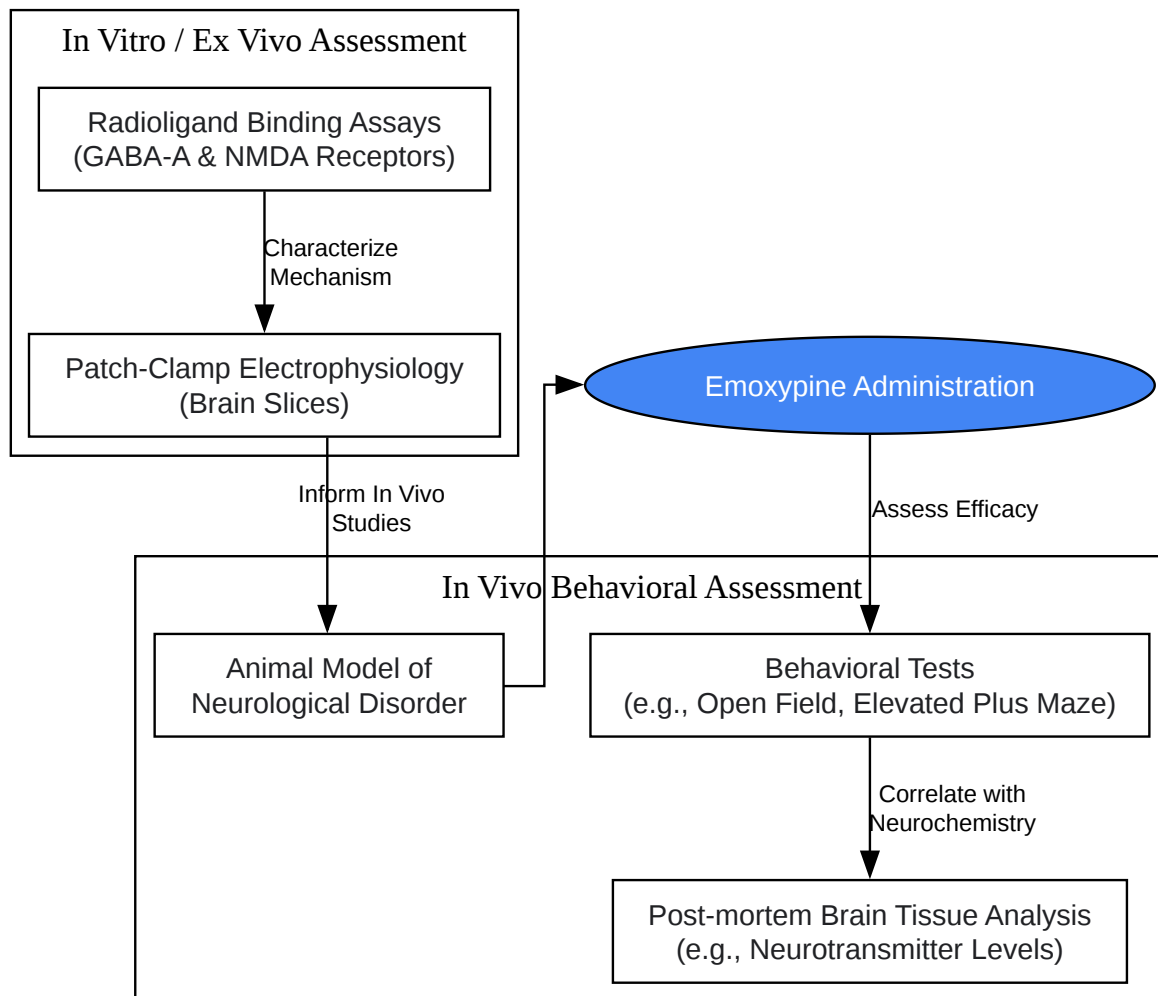 In Vitro / Ex Vivo Assessment
Radioligand Binding Assays
(GABA-A & NMDA Receptors)
Characterize
Mechanism
Patch-Clamp Electrophysiology
(Brain Slices)
Emoxypine Administration
Inform In Vivo
Studies
Assess Efficacy
In Vivo Behavioral Assessment
Animal Model of
Neurological Disorder
Behavioral Tests
(e.g., Open Field, Elevated Plus Maze)
Correlate with
Neurochemistry
Post-mortem Brain Tissue Analysis
(e.g., Neurotransmitter Levels)